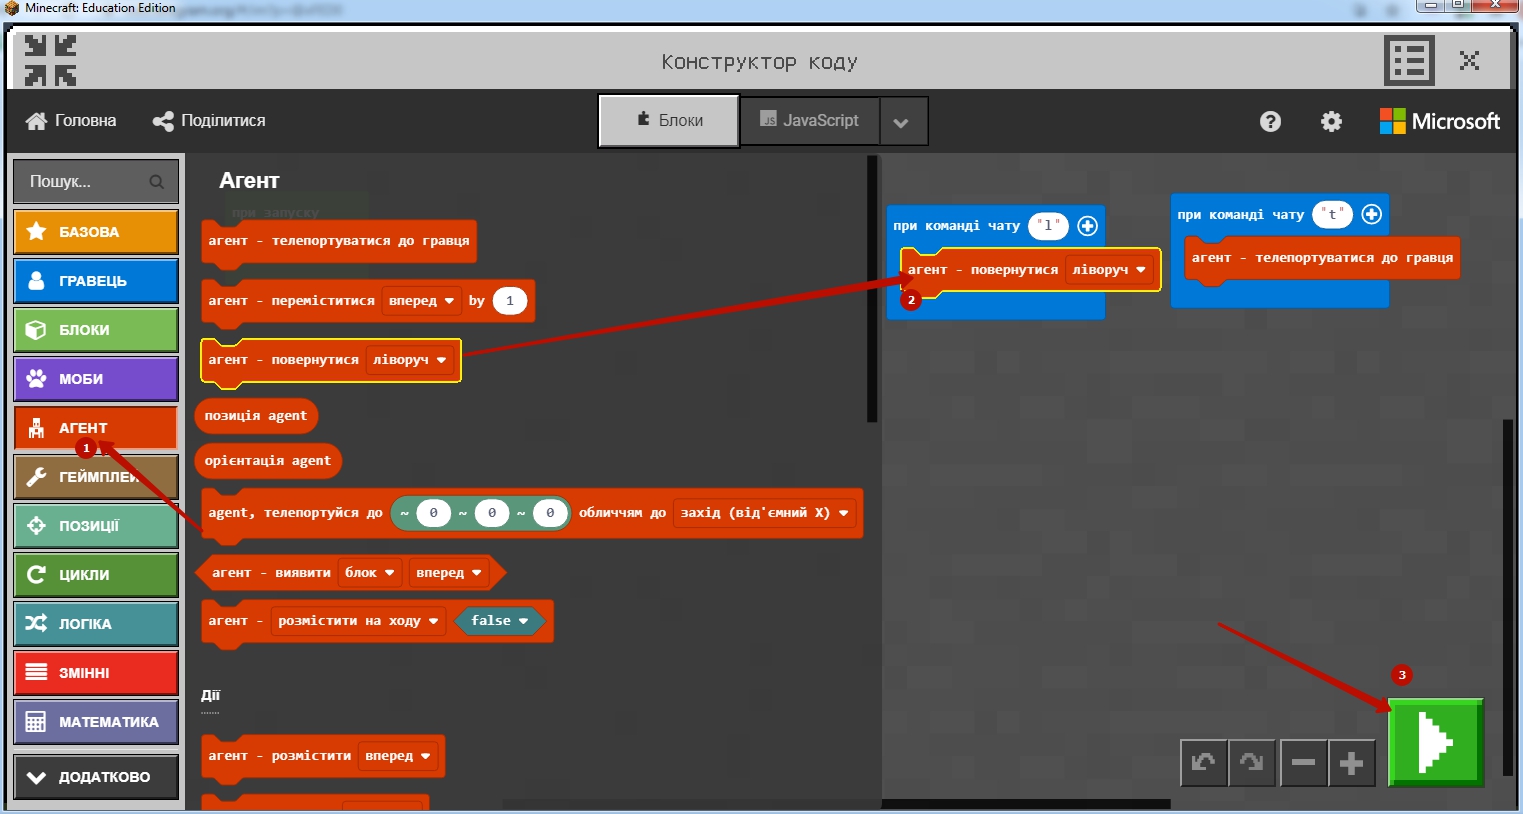 Minecraft: Education Edition
Конструктор коду
Головна
Поділитися
Блоки
JS JavaScript
Microsoft
Пошук...
БАЗОВА
ГРАВЕЦЬ
БЛОКИ
МОБИ
АГЕНТ
1
ГЕЙМПЛЕЙ
ПОЗИЦІЇ
ЦИКЛИ
ЛОГІКА
ЗМІННІ
МАТЕМАТИКА
ДОДАТКОВО
Агент
при запуску
агент - телепортуватися до гравця
агент - переміститися вперед by 1
агент - повернутися ліворуч
позиція agent
орієнтація agent
agent, телепортуйся до ~ 0 ~ 0 ~ 0 обличчям до захід (від'ємний X)
агент - виявити блок вперед
агент - розмістити на ходу false
Дії
агент - розмістити вперед
при команді чату "l"
агент - повернутися ліворуч
2
при команді чату "t"
агент - телепортуватися до гравця
3